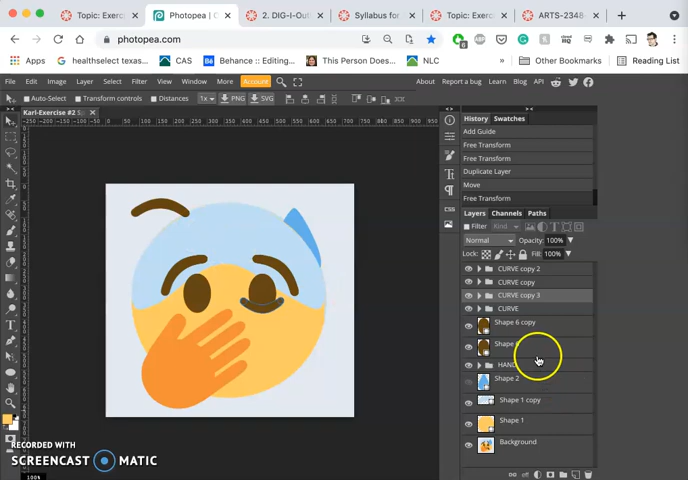 Topic: Exerc
Photopea.com
2. DIG-I-Out
Syllabus for
Topic: Exerc
ARTS-2348-
photopea.com
Apps
healthselect texas...
CAS
Behance :: Editing...
This Person Does...
NLC
Other Bookmarks
Reading List
File Edit Image Layer Select Filter View Window More Account
About Report a bug Learn Blog API
Auto-Select Transform controls Distances 1x PNG SVG
Karl-Exercise #2
History Swatches
Add Guide
Free Transform
Free Transform
Duplicate Layer
Move
Free Transform
Layers Channels Paths
Filter Kind
Normal Opacity: 100%
Lock: Fill: 100%
CURVE copy 2
CURVE copy
CURVE copy 3
CURVE
Shape 6 copy
Shape
HAND
Shape 2
Shape 1 copy
Shape 1
Background
CSS
RECORDED WITH
SCREENCAST MATIC
100%